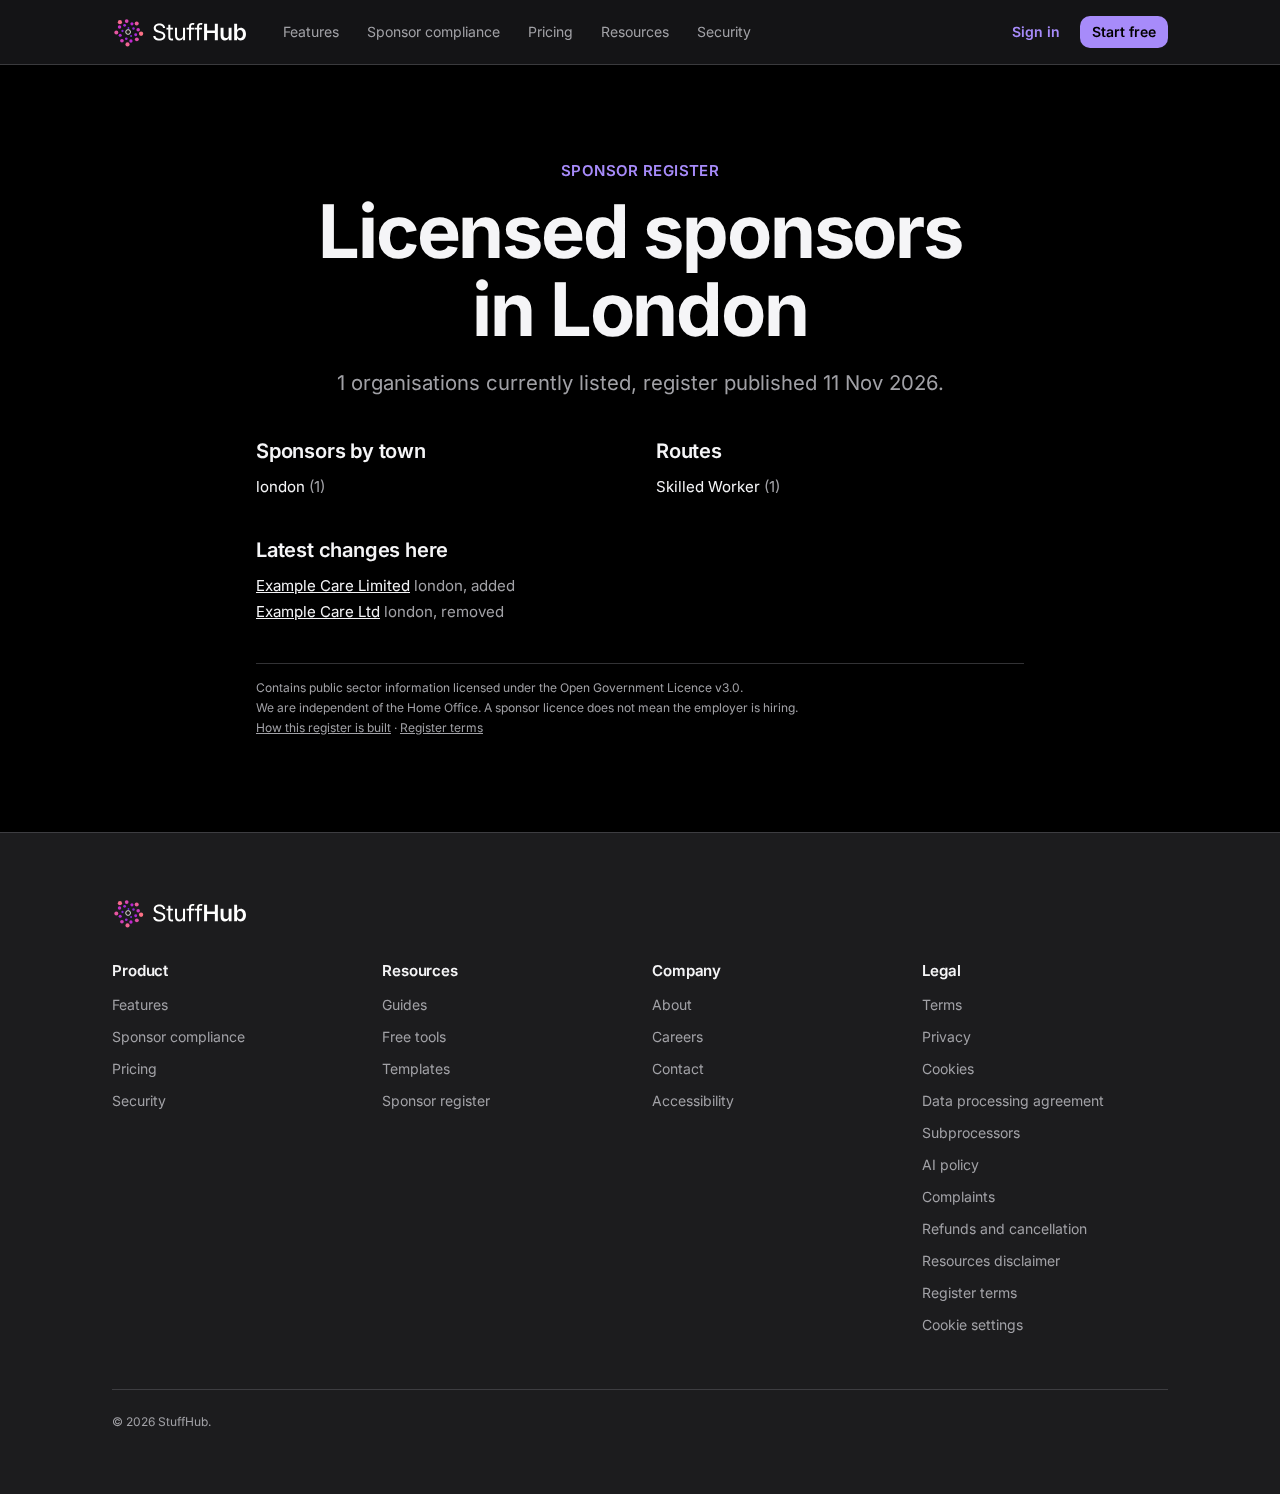 StuffHub
Features
Sponsor compliance
Pricing
Resources
Security
Sign in
Start free
SPONSOR REGISTER
Licensed sponsors
in London
1 organisations currently listed, register published 11 Nov 2026.
Sponsors by town
london (1)
Routes
Skilled Worker (1)
Latest changes here
Example Care Limited london, added
Example Care Ltd london, removed
Contains public sector information licensed under the Open Government Licence v3.0.
We are independent of the Home Office. A sponsor licence does not mean the employer is hiring.
How this register is built · Register terms
StuffHub
Product
Features
Sponsor compliance
Pricing
Security
Resources
Guides
Free tools
Templates
Sponsor register
Company
About
Careers
Contact
Accessibility
Legal
Terms
Privacy
Cookies
Data processing agreement
Subprocessors
AI policy
Complaints
Refunds and cancellation
Resources disclaimer
Register terms
Cookie settings
© 2026 StuffHub.